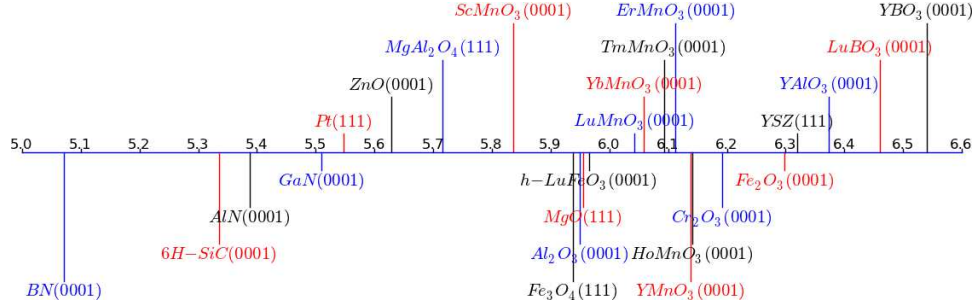 ScMnO₃(0001) ErMnO₃(0001) YBO₃(0001)
MgAl₂O₄(111) TmMnO₃(0001) LuBO₃(0001)
ZnO(0001) YbMnO₃(0001) YAlO₃(0001)
Pt(111) LuMnO₃(0001) YSZ(111)
5.0 5.1 5.2 5.3 5.4 5.5 5.6 5.7 5.8 5.9 6.0 6.1 6.2 6.3 6.4 6.5 6.6
GaN(0001) h−LuFeO₃(0001) Fe₂O₃(0001)
AlN(0001) MgO(111) Cr₂O₃(0001)
6H−SiC(0001) Al₂O₃(0001) HoMnO₃(0001)
BN(0001) Fe₃O₄(111) YMnO₃(0001)